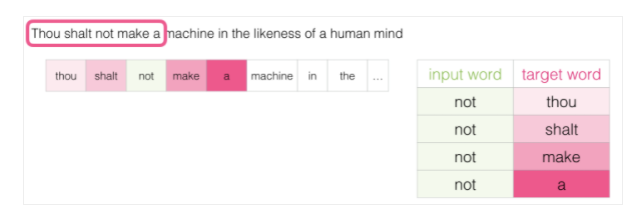 Thou shalt not make a machine in the likeness of a human mind
thou shalt not make a machine in the ...
input word target word
not thou
not shalt
not make
not a